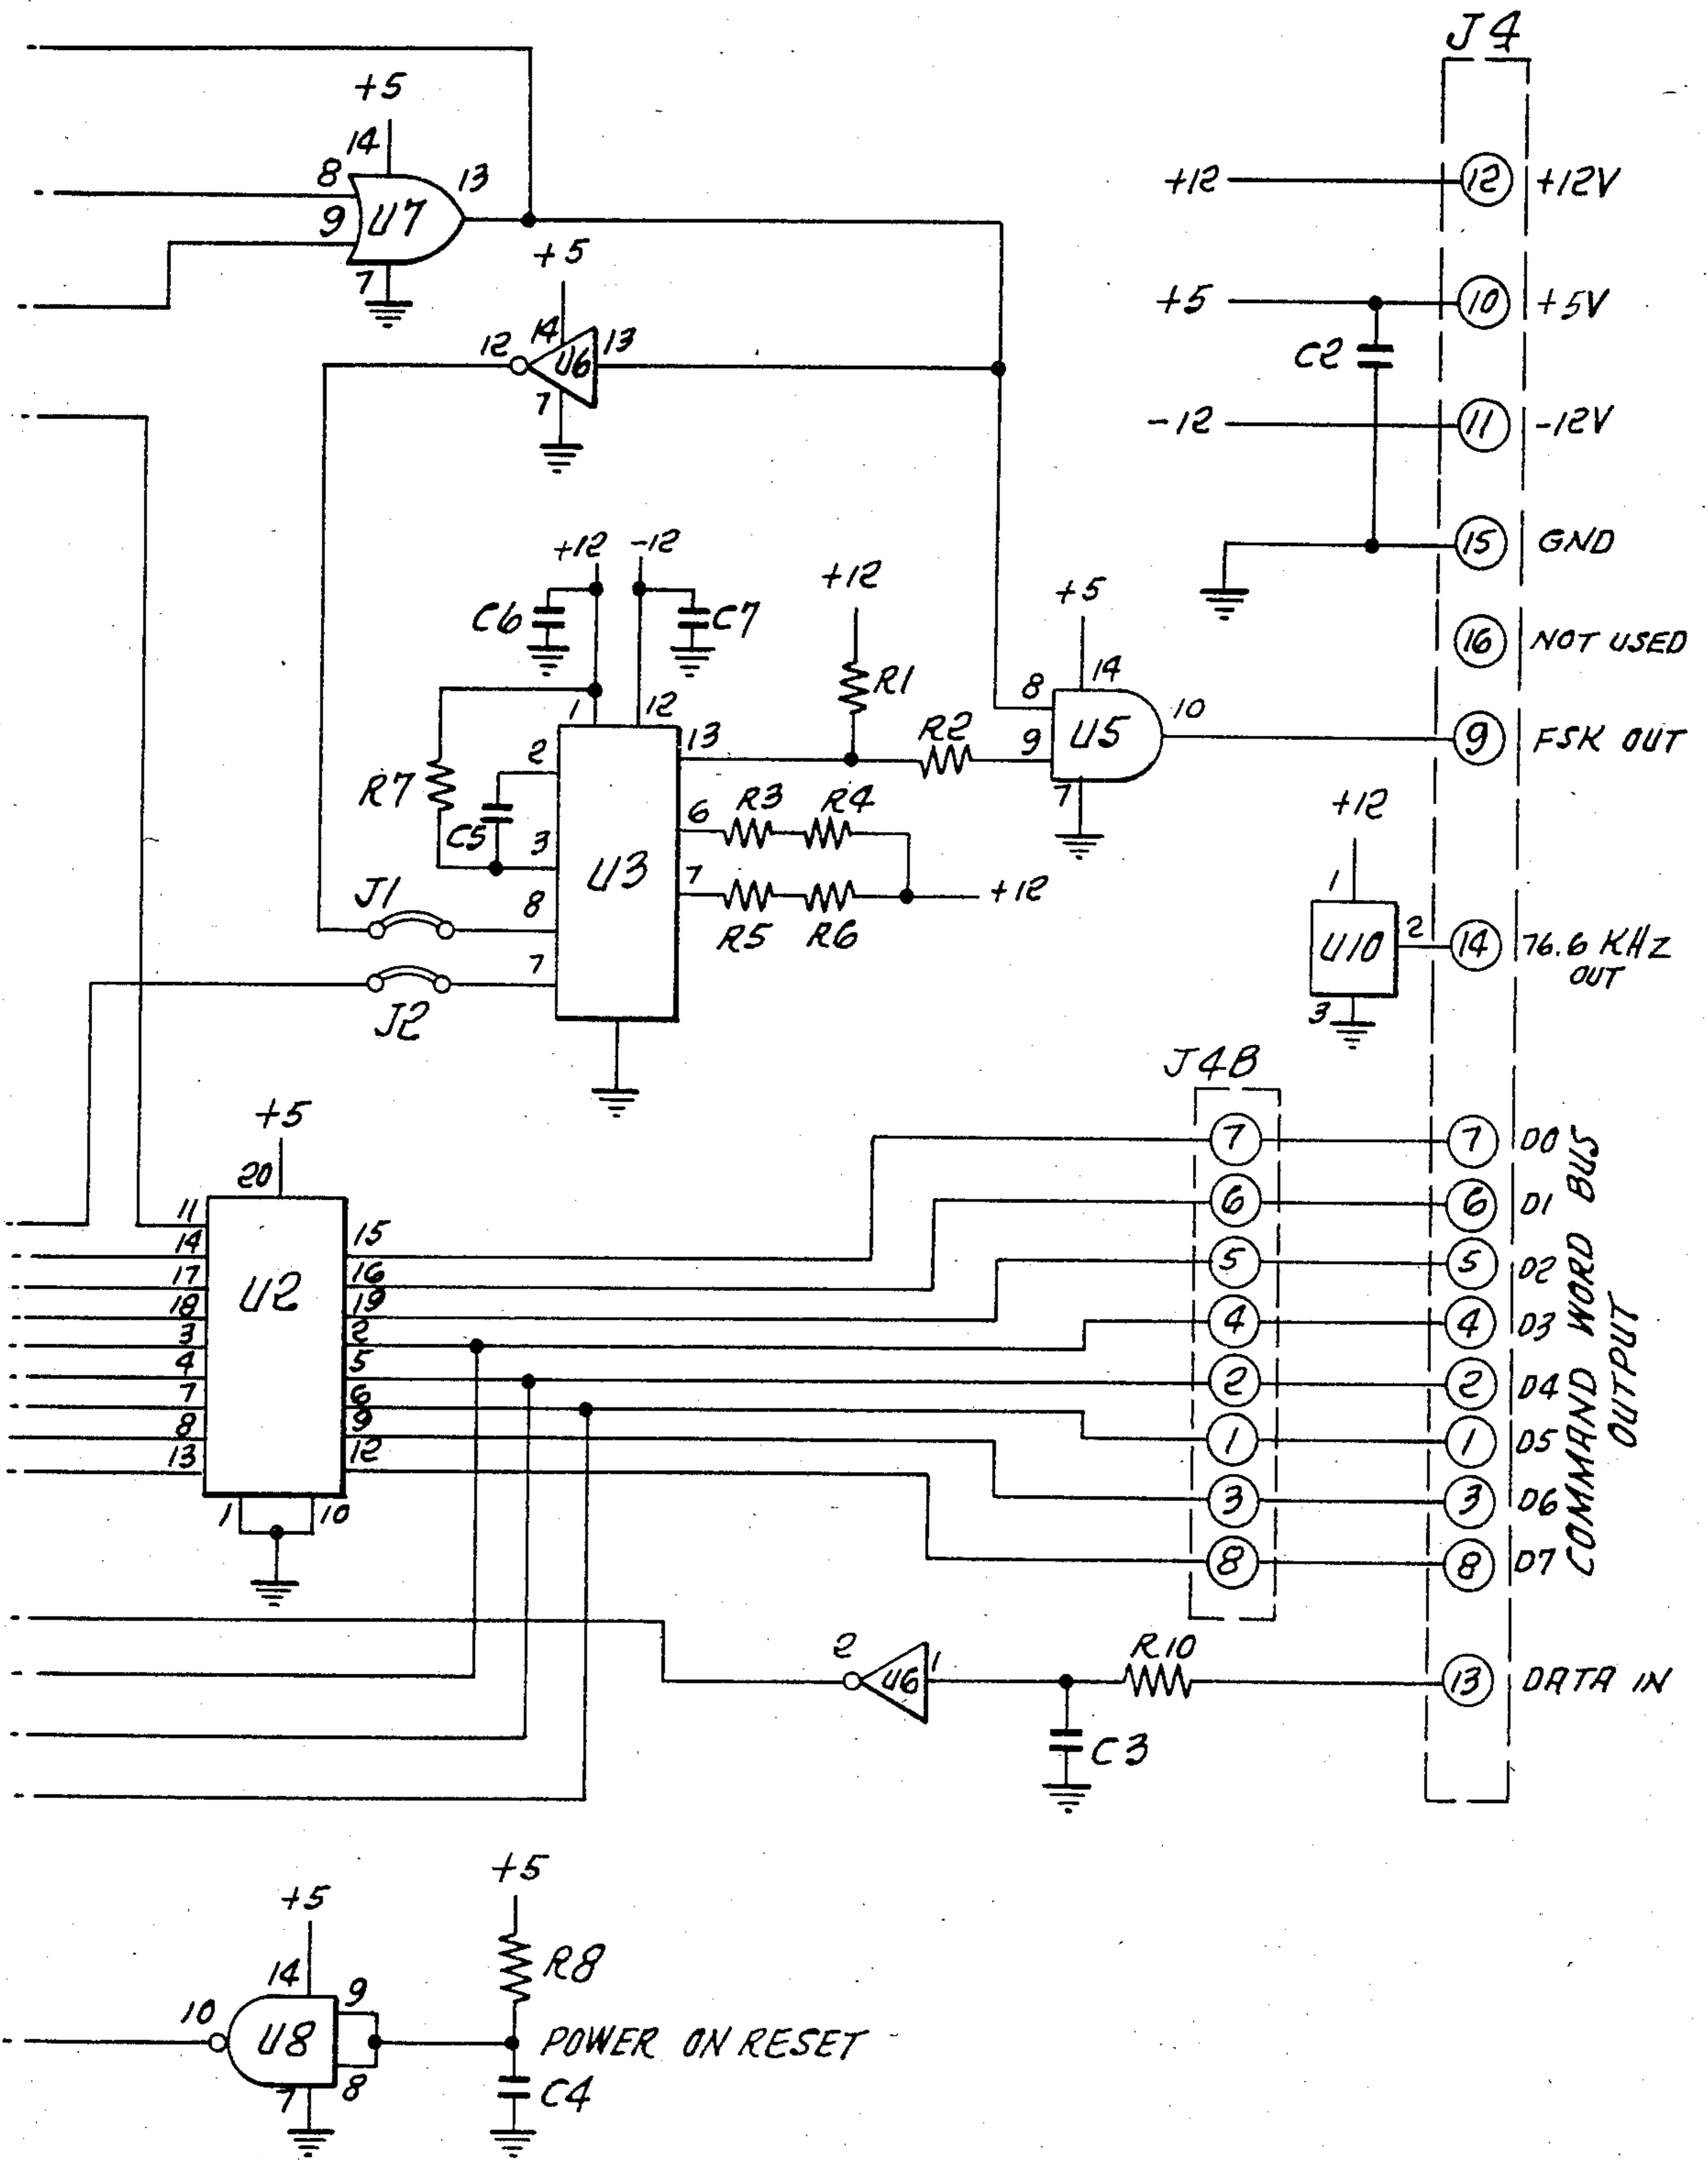 J4
+5
14
8
13
9
U7
7
+12
12
+12V
+5
14
12
U6
13
7
+5
10
+5V
C2
-12
11
-12V
15
GND
+12
-12
C6
C7
+12
R1
+5
16
NOT USED
1
12
14
8
2
13
R2
9
U5
10
9
FSK OUT
7
R7
C5
3
U3
6
R3
R4
7
R5
R6
+12
J1
8
7
J2
+12
1
U10
2
14
76.6 KHz
OUT
3
J4B
+5
20
U2
11
14
17
18
3
4
7
8
13
15
16
19
2
5
6
9
12
1
10
7
7
D0
6
6
D1
5
5
D2
4
4
D3
2
2
D4
1
1
D5
3
3
D6
8
8
D7
COMMAND WORD BUS
OUTPUT
2
U6
1
R10
13
DATA IN
C3
+5
+5
R8
14
9
10
U8
POWER ON RESET
8
7
C4